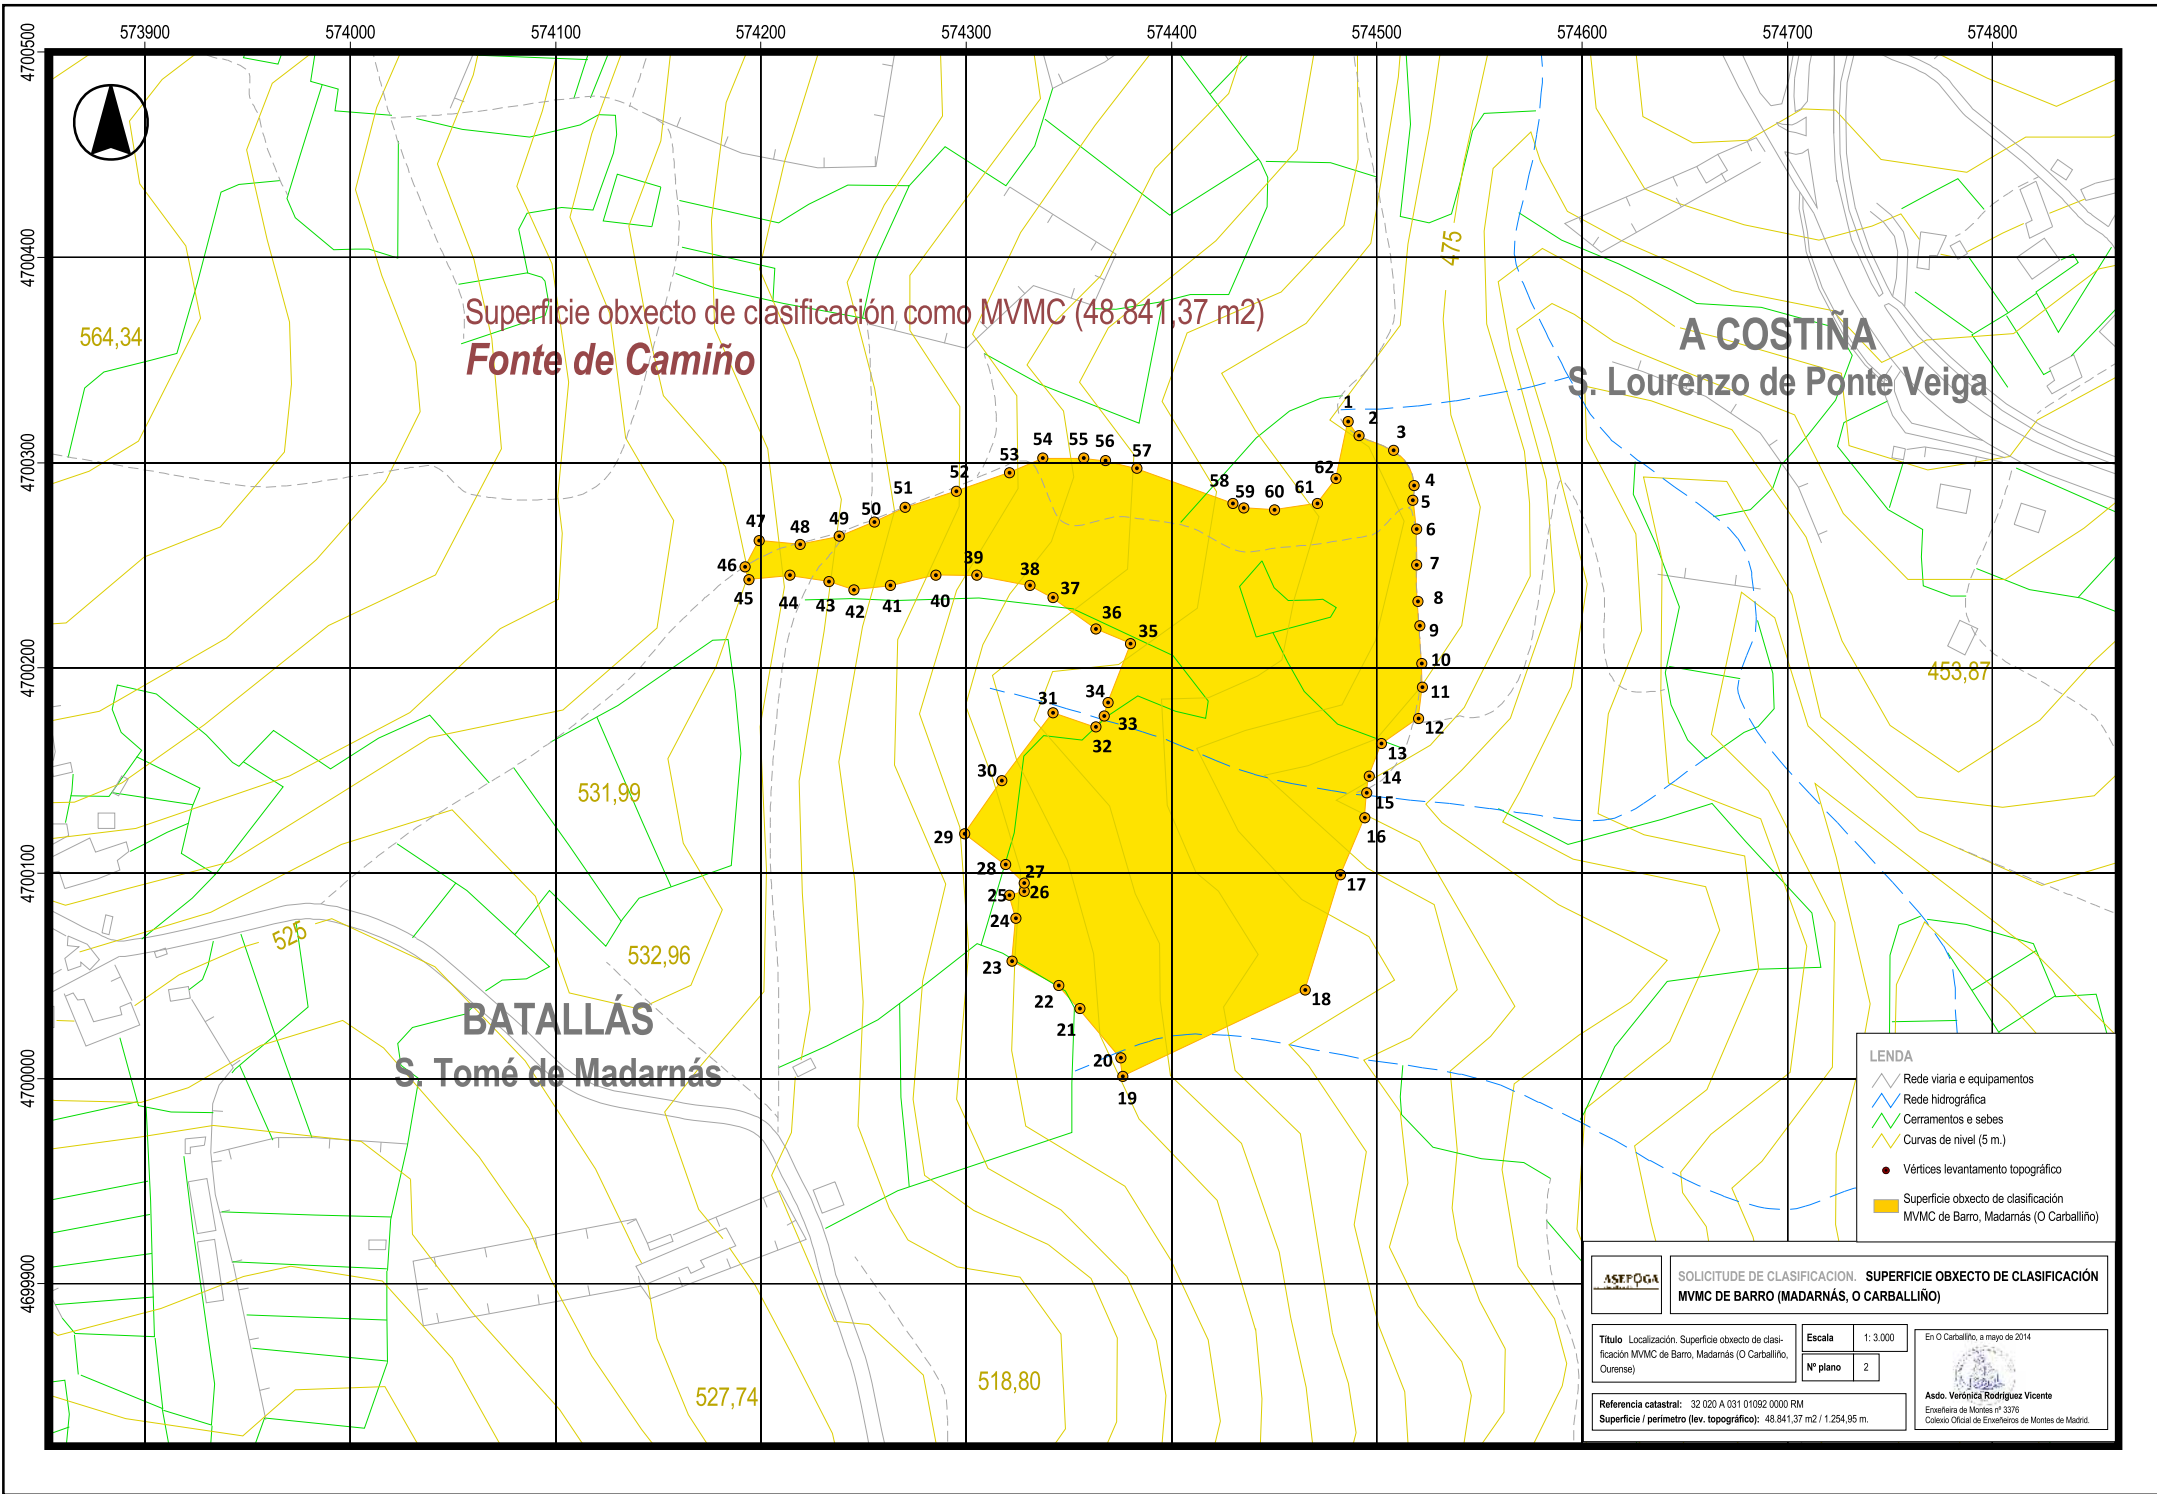 573900 574000 574100 574200 574300 574400 574500 574600 574700 574800
4700500
4700400
4700300
4700200
4700100
4700000
4699900
475
Superficie obxecto de clasificación como MVMC (48.841,37 m2)
Fonte de Camiño
564,34
A COSTIÑA
S. Lourenzo de Ponte Veiga
1
2
3
4
5
6
7
8
9
10
11
12
13
14
15
16
17
18
19
20
21
22
23
24
25
26
27
28
29
30
31
32
33
34
35
36
37
38
39
40
41
42
43
44
45
46
47
48
49
50
51
52
53
54
55
56
57
58
59
60
61
62
453,87
531,99
525
532,96
BATALLÁS
S. Tomé de Madarnás
527,74
518,80
LENDA
Rede viaria e equipamentos
Rede hidrográfica
Cerramentos e sebes
Curvas de nivel (5 m.)
Vértices levantamento topográfico
Superficie obxecto de clasificación
MVMC de Barro, Madarnás (O Carballiño)
ASEPOGA
SOLICITUDE DE CLASIFICACION. SUPERFICIE OBXECTO DE CLASIFICACIÓN
MVMC DE BARRO (MADARNÁS, O CARBALLIÑO)
Título Localización. Superficie obxecto de clasi-
ficación MVMC de Barro, Madarnás (O Carballiño,
Ourense)
Escala 1: 3.000
Nº plano 2
En O Carballiño, a mayo de 2014
Asdo. Verónica Rodríguez Vicente
Enxeñeira de Montes nº 3376
Colexio Oficial de Enxeñeiros de Montes de Madrid.
Referencia catastral: 32 020 A 031 01092 0000 RM
Superficie / perímetro (lev. topográfico): 48.841,37 m2 / 1.254,95 m.